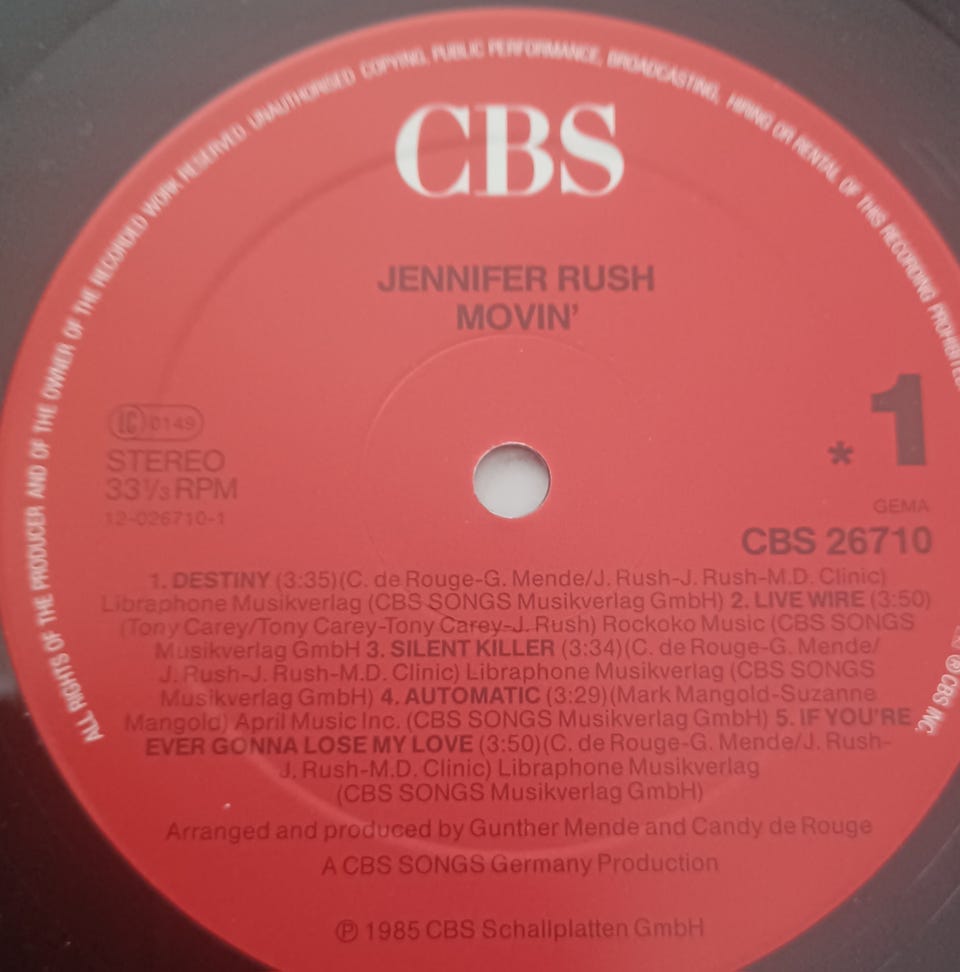 ALL RIGHTS OF THE PRODUCER AND OF THE OWNER OF THE RECORDED WORK RESERVED. UNAUTHORISED COPYING, PUBLIC PERFORMANCE, BROADCASTING, HIRING OR RENTAL OF THIS RECORDING PROHIBITED
CBS
JENNIFER RUSH
MOVIN'
1
*
LC 0149
STEREO
33⅓ RPM
12-026710-1
GEMA
CBS 26710
1. DESTINY (3:35)(C. de Rouge-G. Mende/J. Rush-J. Rush-M.D. Clinic)
Libraphone Musikverlag (CBS SONGS Musikverlag GmbH) 2. LIVE WIRE (3:50)
(Tony Carey/Tony Carey-Tony Carey-J. Rush) Rockoko Music (CBS SONGS
Musikverlag GmbH 3. SILENT KILLER (3:34)(C. de Rouge-G. Mende/
J. Rush-J. Rush-M.D. Clinic) Libraphone Musikverlag (CBS SONGS
Musikverlag GmbH) 4. AUTOMATIC (3:29)(Mark Mangold-Suzanne
Mangold) April Music Inc. (CBS SONGS Musikverlag GmbH) 5. IF YOU'RE
EVER GONNA LOSE MY LOVE (3:50)(C. de Rouge-G. Mende/J. Rush-
J. Rush-M.D. Clinic) Libraphone Musikverlag
(CBS SONGS Musikverlag GmbH)
Arranged and produced by Gunther Mende and Candy de Rouge
A CBS SONGS Germany Production
℗ 1985 CBS Schallplatten GmbH
® CBS INC.